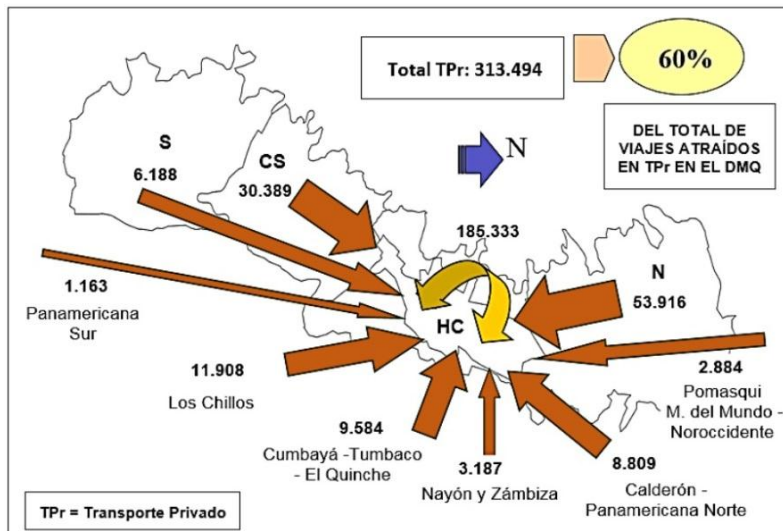 Total TPr: 313.494
60%
DEL TOTAL DE
VIAJES ATRAÍDOS
EN TPr EN EL DMQ
N
S
6.188
CS
30.389
185.333
N
53.916
HC
1.163
Panamericana
Sur
11.908
Los Chillos
9.584
Cumbayá -Tumbaco
- El Quinche
3.187
Nayón y Zámbiza
2.884
Pomasqui
M. del Mundo -
Noroccidente
8.809
Calderón -
Panamericana Norte
TPr = Transporte Privado